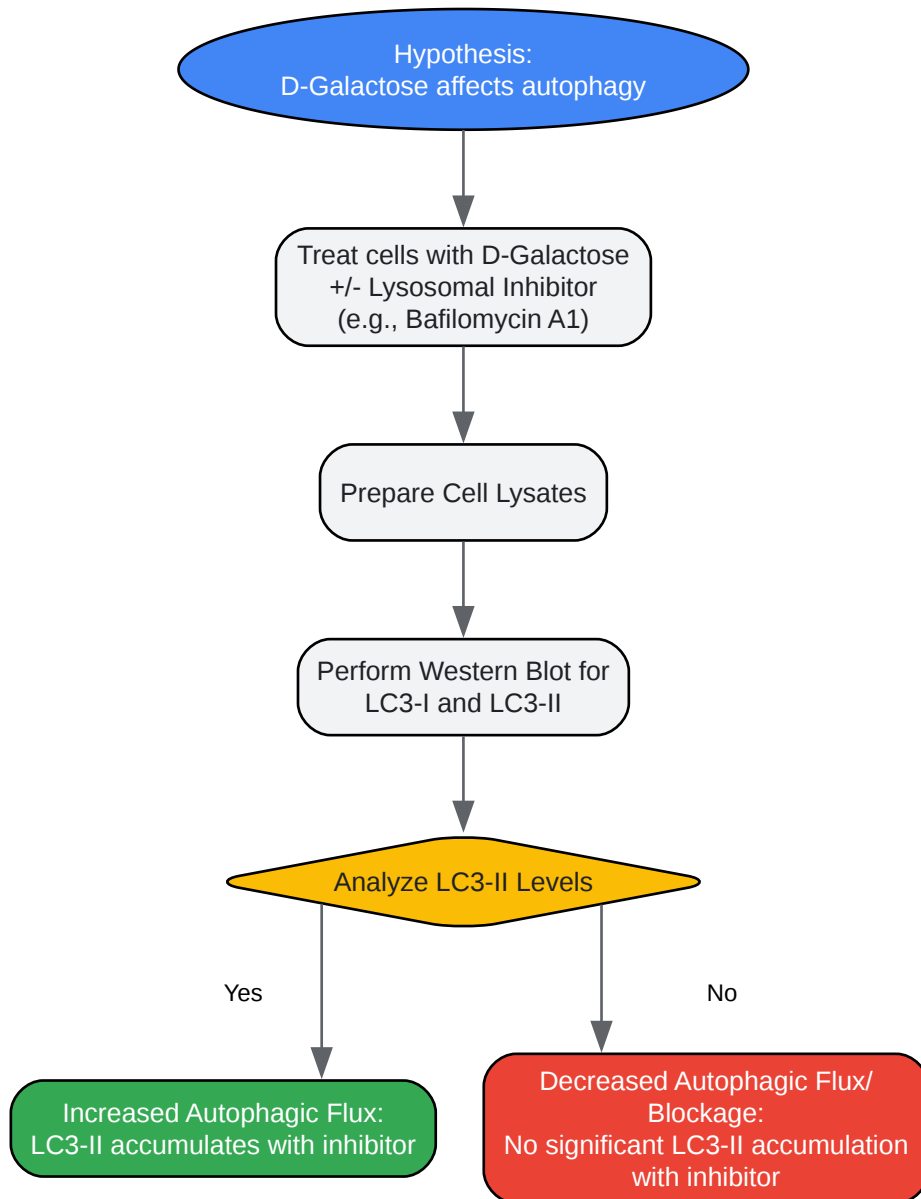 Hypothesis:
D-Galactose affects autophagy
Treat cells with D-Galactose
+/- Lysosomal Inhibitor
(e.g., Bafilomycin A1)
Prepare Cell Lysates
Perform Western Blot for
LC3-I and LC3-II
Analyze LC3-II Levels
Yes
No
Increased Autophagic Flux:
LC3-II accumulates with inhibitor
Decreased Autophagic Flux/
Blockage:
No significant LC3-II accumulation
with inhibitor